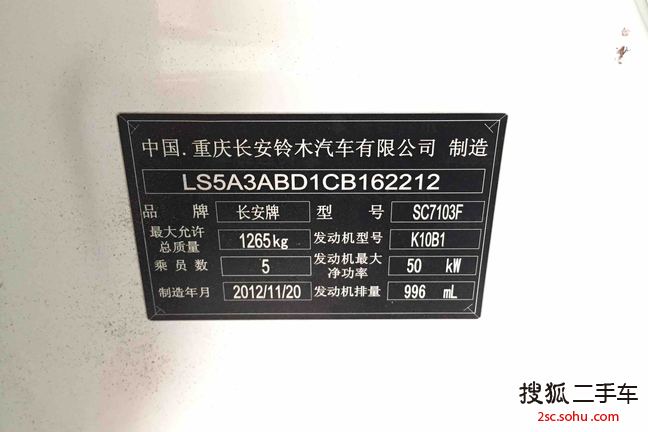 中国.重庆长安铃木汽车有限公司 制造
LS5A3ABD1CB162212
品牌 长安牌 型号 SC7103F
最大允许总质量 1265kg 发动机型号 K10B1
乘员数 5 发动机最大净功率 50 kW
制造年月 2012/11/20 发动机排量 996 mL
搜狐二手车
2sc.sohu.com